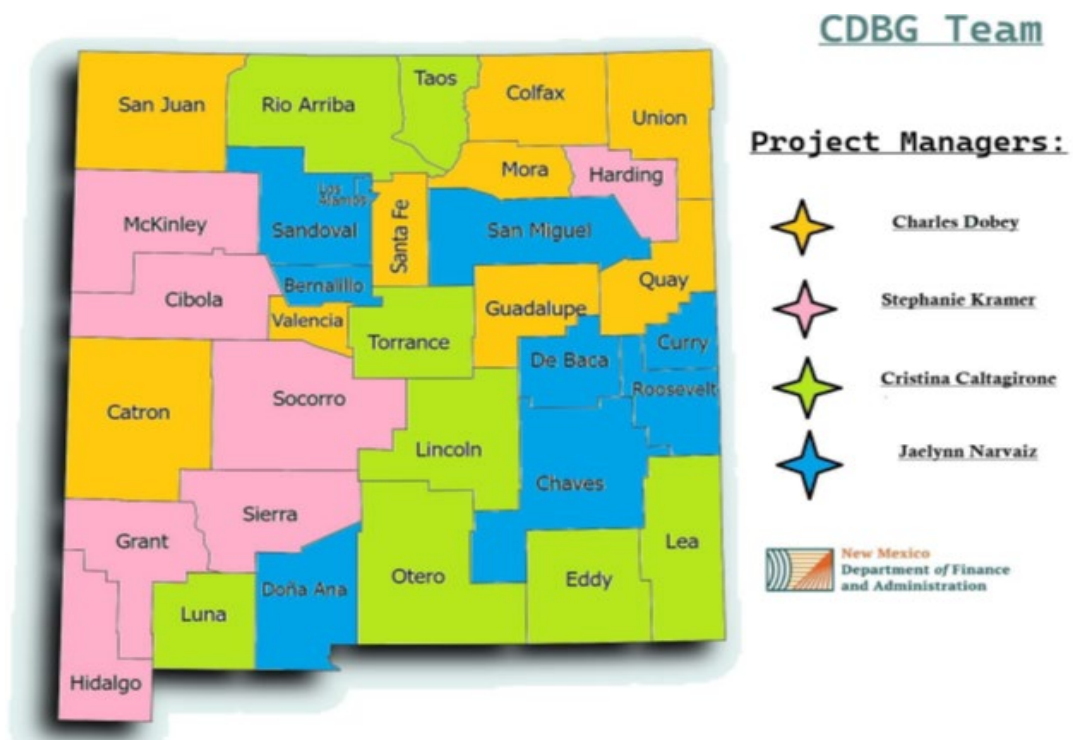 CDBG Team
San Juan
Rio Arriba
Taos
Colfax
Union
Mora
Harding
McKinley
Los
Alamos
Sandoval
Santa Fe
San Miguel
Quay
Cibola
Bernalillo
Valencia
Torrance
Guadalupe
De Baca
Curry
Roosevelt
Catron
Socorro
Lincoln
Chaves
Sierra
Grant
Luna
Doña Ana
Otero
Eddy
Lea
Hidalgo
Project Managers:
Charles Dobey
Stephanie Kramer
Cristina Caltagirone
Jaelynn Narvaiz
New Mexico
Department of Finance
and Administration